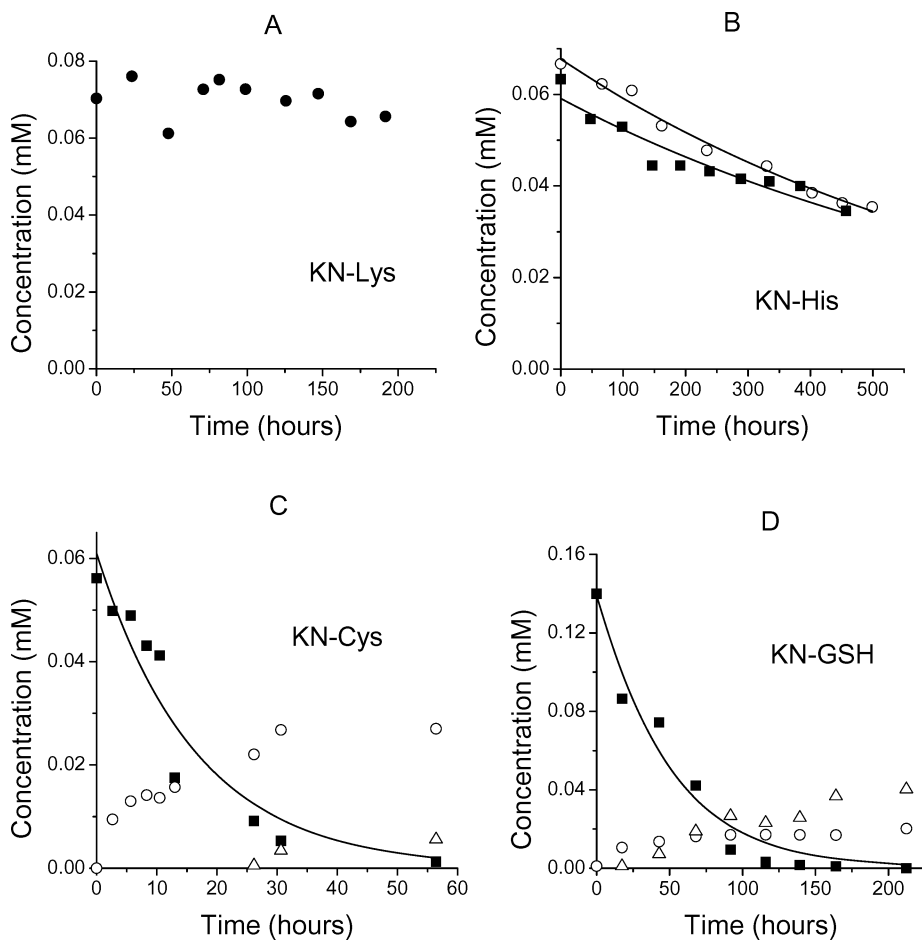 A
0.08
0.06
0.04
0.02
0.00
0
50
100
150
200
Concentration (mM)
Time (hours)
KN-Lys
B
0.06
0.04
0.02
0.00
0
100
200
300
400
500
Concentration (mM)
Time (hours)
KN-His
C
0.06
0.04
0.02
0.00
0
10
20
30
40
50
60
Concentration (mM)
Time (hours)
KN-Cys
D
0.16
0.12
0.08
0.04
0.00
0
50
100
150
200
Concentration (mM)
Time (hours)
KN-GSH